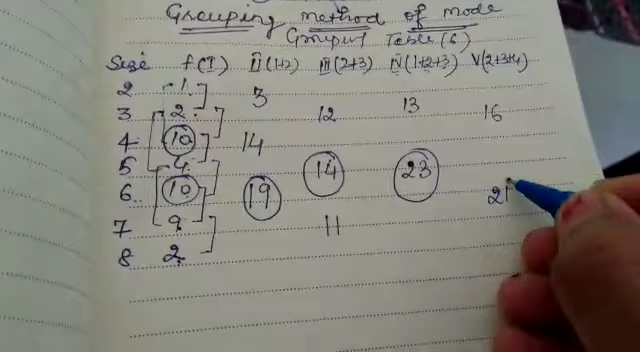 Grouping method of mode
Grouput Table (6)
Size f(I) II(1+2) III(2+3) IV(1+2+3) V(2+3+4)
2 1 3
3 2 12 13 16
4 10 14
5 4 14 23
6 10 19 21
7 9 11
8 2